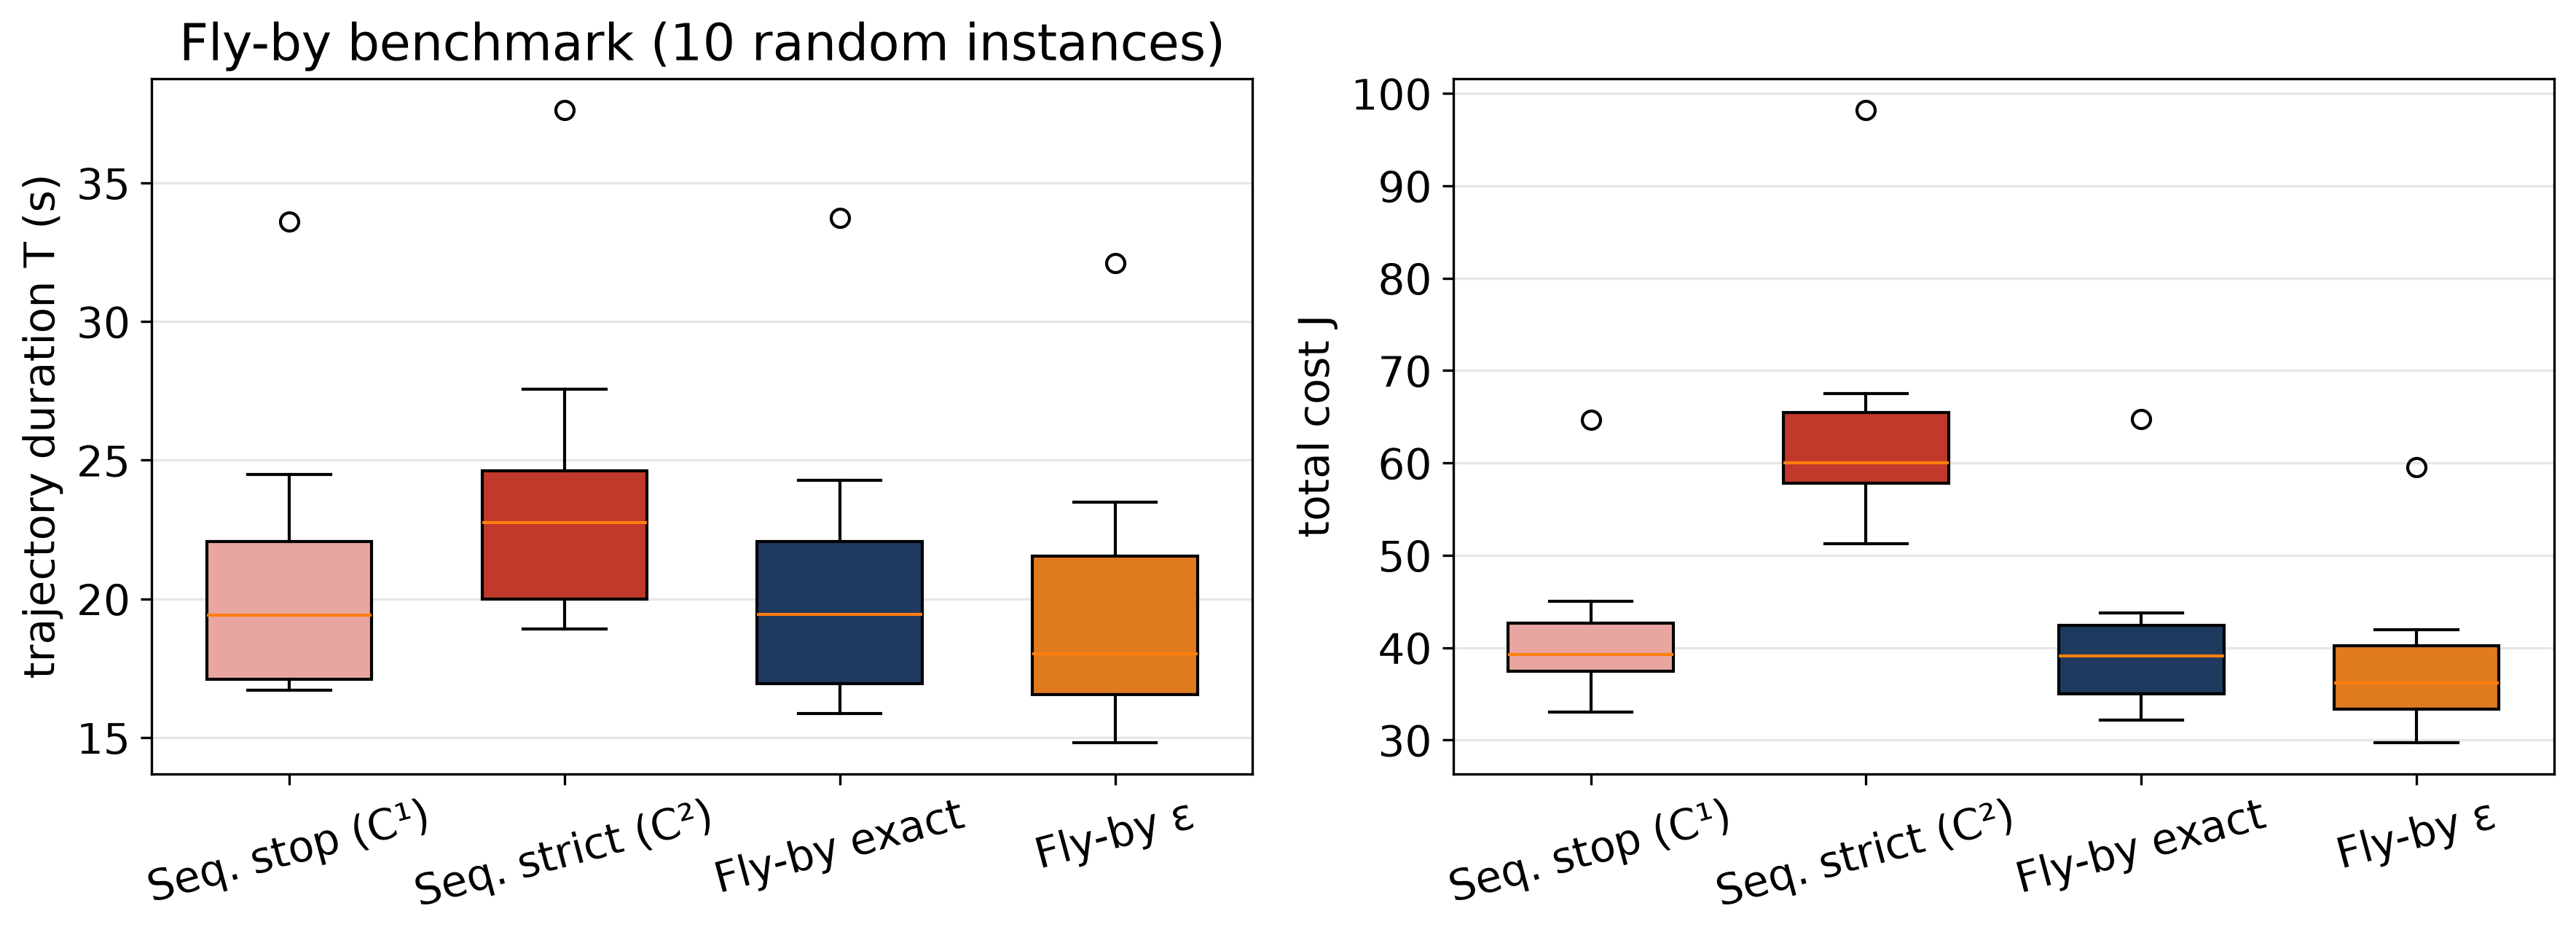 Fly-by benchmark (10 random instances)
trajectory duration T (s)
35
30
25
20
15
Seq. stop (C¹)
Seq. strict (C²)
Fly-by exact
Fly-by ε
total cost J
100
90
80
70
60
50
40
30
Seq. stop (C¹)
Seq. strict (C²)
Fly-by exact
Fly-by ε